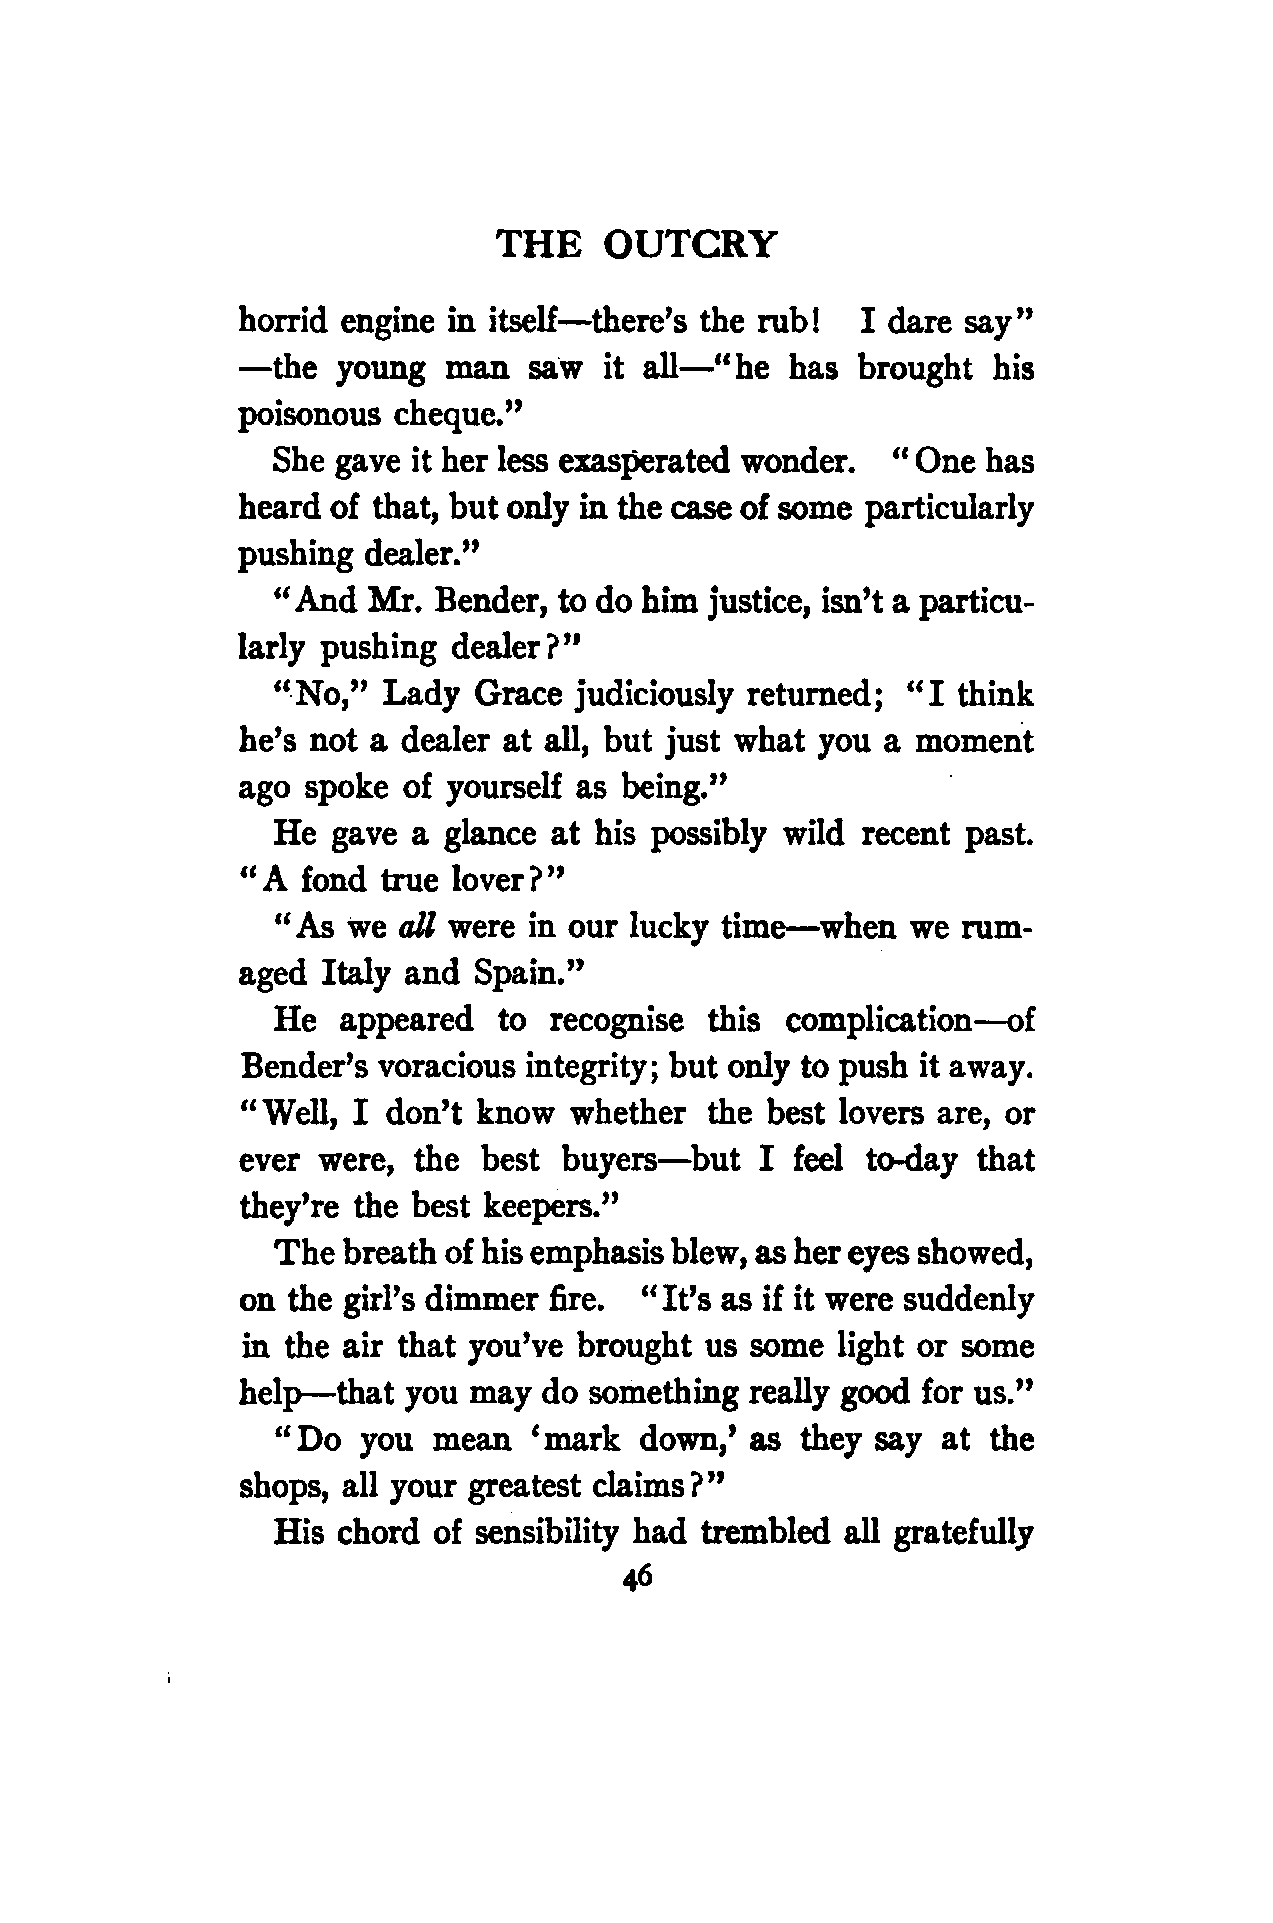 THE OUTCRY
horrid engine in itself—there's the rub! I dare say"
—the young man saw it all—"he has brought his
poisonous cheque."
She gave it her less exasperated wonder. "One has
heard of that, but only in the case of some particularly
pushing dealer."
"And Mr. Bender, to do him justice, isn't a particu-
larly pushing dealer?"
"No," Lady Grace judiciously returned; "I think
he's not a dealer at all, but just what you a moment
ago spoke of yourself as being."
He gave a glance at his possibly wild recent past.
"A fond true lover?"
"As we all were in our lucky time—when we rum-
aged Italy and Spain."
He appeared to recognise this complication—of
Bender's voracious integrity; but only to push it away.
"Well, I don't know whether the best lovers are, or
ever were, the best buyers—but I feel to-day that
they're the best keepers."
The breath of his emphasis blew, as her eyes showed,
on the girl's dimmer fire. "It's as if it were suddenly
in the air that you've brought us some light or some
help—that you may do something really good for us."
"Do you mean 'mark down,' as they say at the
shops, all your greatest claims?"
His chord of sensibility had trembled all gratefully
46